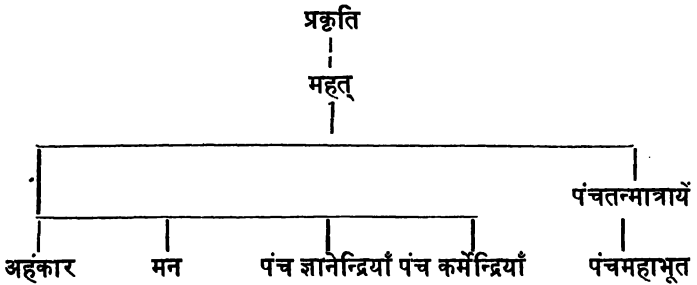 प्रकृति
महत्
पंचतन्मात्रायें
अहंकार मन पंच ज्ञानेन्द्रियाँ पंच कर्मेन्द्रियाँ पंचमहाभूत